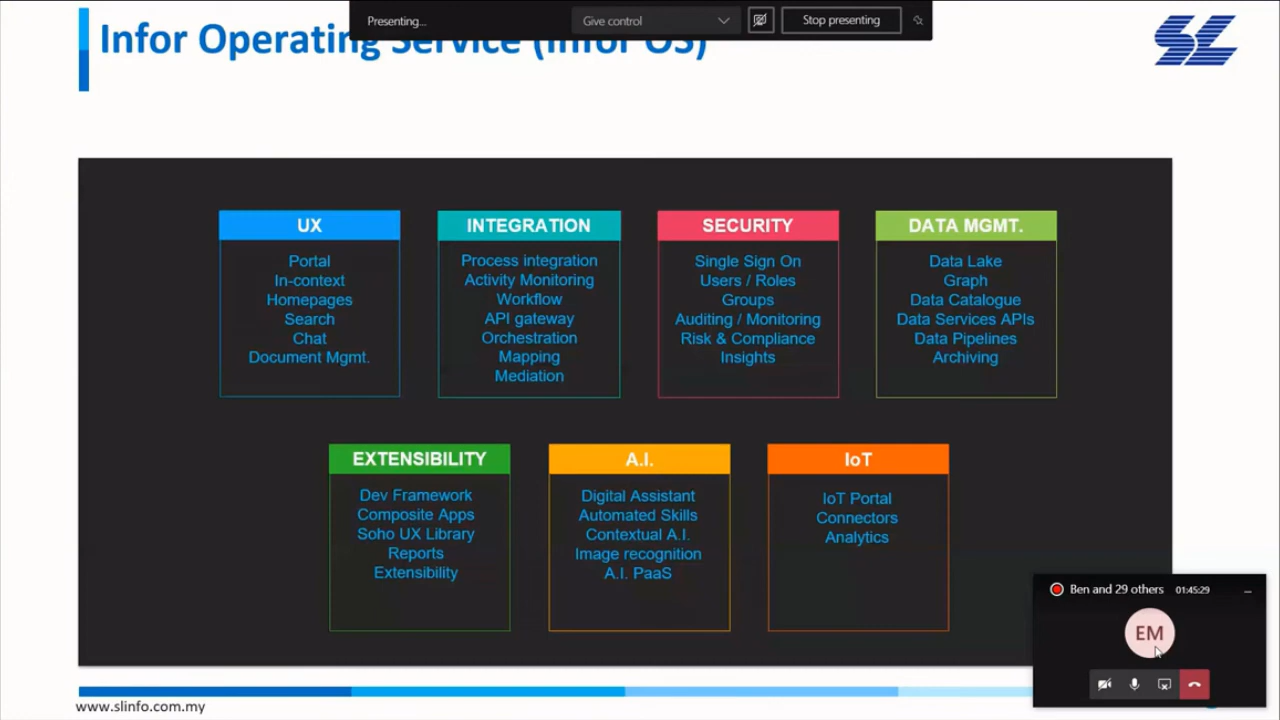 Presenting...
Give control
Stop presenting
Infor Operating Service (Infor OS)
SL
UX
Portal
In-context
Homepages
Search
Chat
Document Mgmt.
INTEGRATION
Process integration
Activity Monitoring
Workflow
API gateway
Orchestration
Mapping
Mediation
SECURITY
Single Sign On
Users / Roles
Groups
Auditing / Monitoring
Risk & Compliance
Insights
DATA MGMT.
Data Lake
Graph
Data Catalogue
Data Services APIs
Data Pipelines
Archiving
EXTENSIBILITY
Dev Framework
Composite Apps
Soho UX Library
Reports
Extensibility
A.I.
Digital Assistant
Automated Skills
Contextual A.I.
Image recognition
A.I. PaaS
IoT
IoT Portal
Connectors
Analytics
Ben and 29 others 01:45:29
EM
www.slinfo.com.my